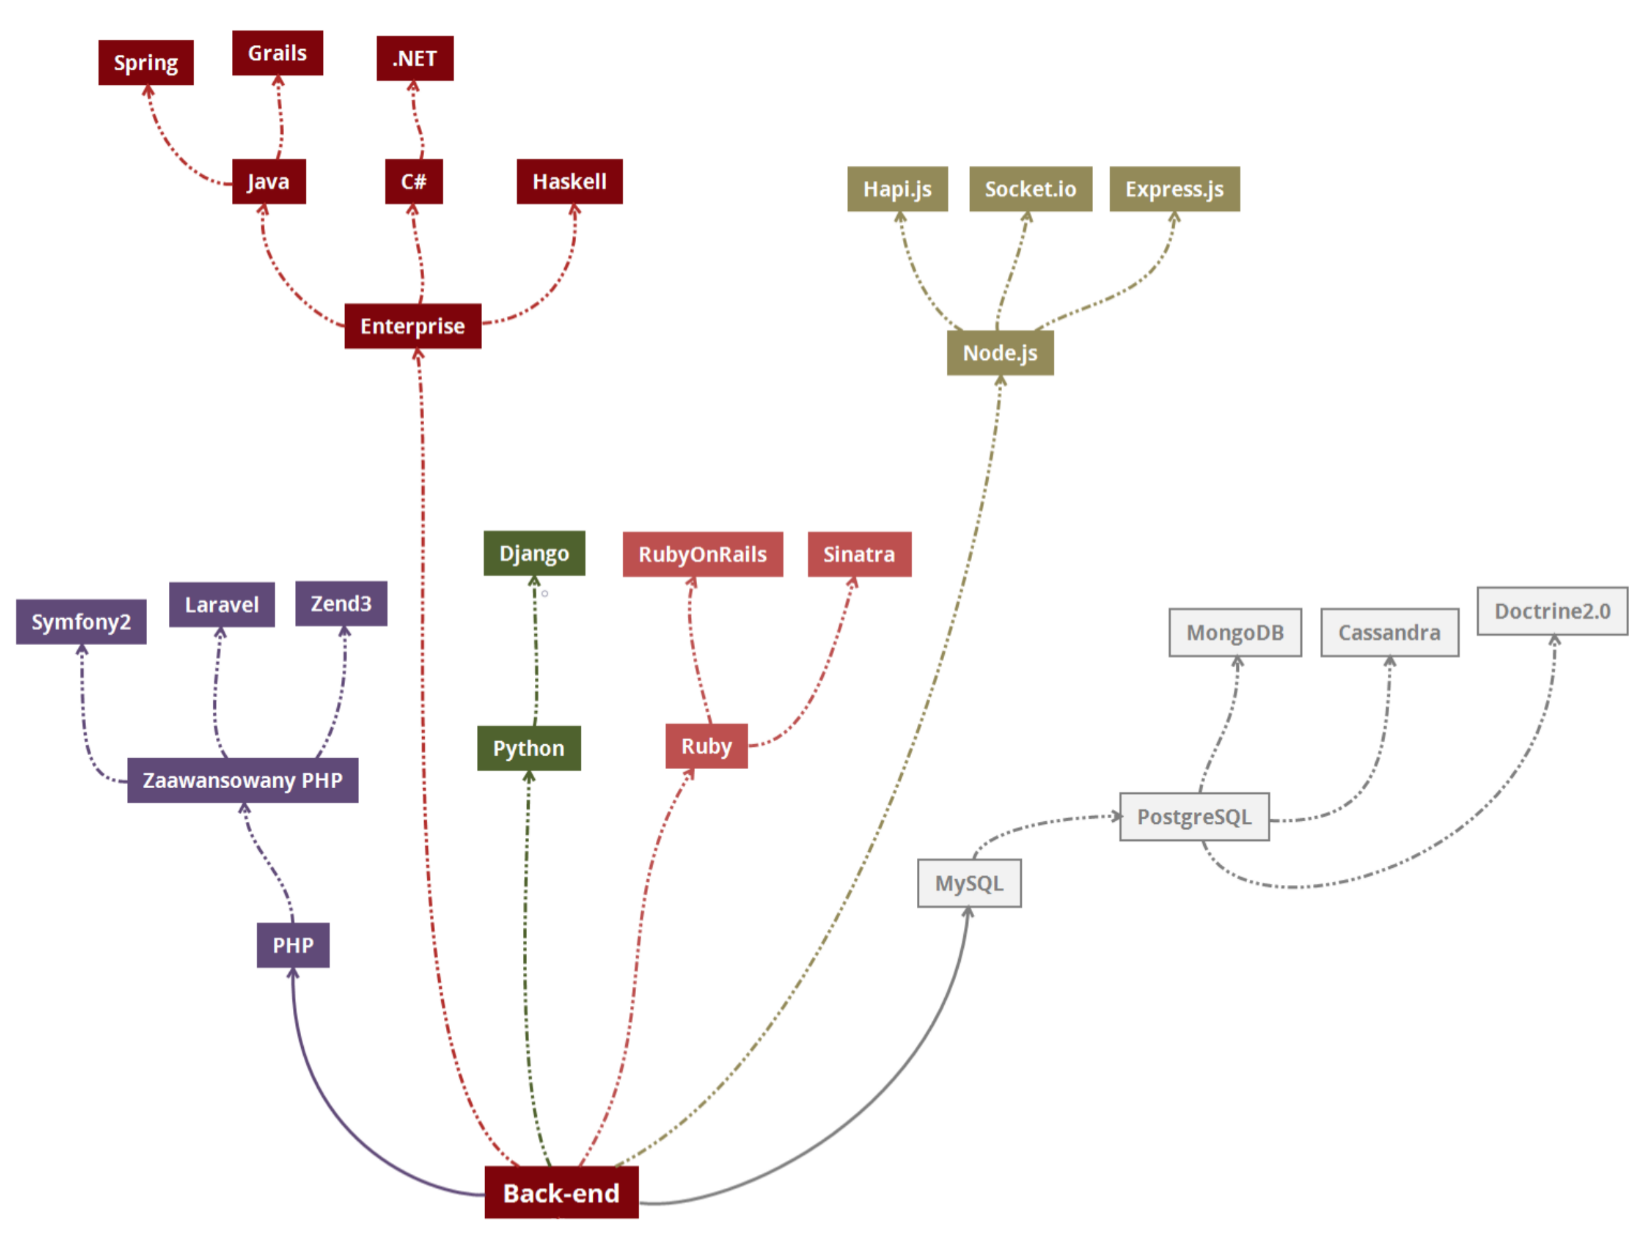 Spring
Grails
.NET
Java
C#
Haskell
Hapi.js
Socket.io
Express.js
Enterprise
Node.js
Django
RubyOnRails
Sinatra
Symfony2
Laravel
Zend3
MongoDB
Cassandra
Doctrine2.0
Zaawansowany PHP
Python
Ruby
PostgreSQL
MySQL
PHP
Back-end